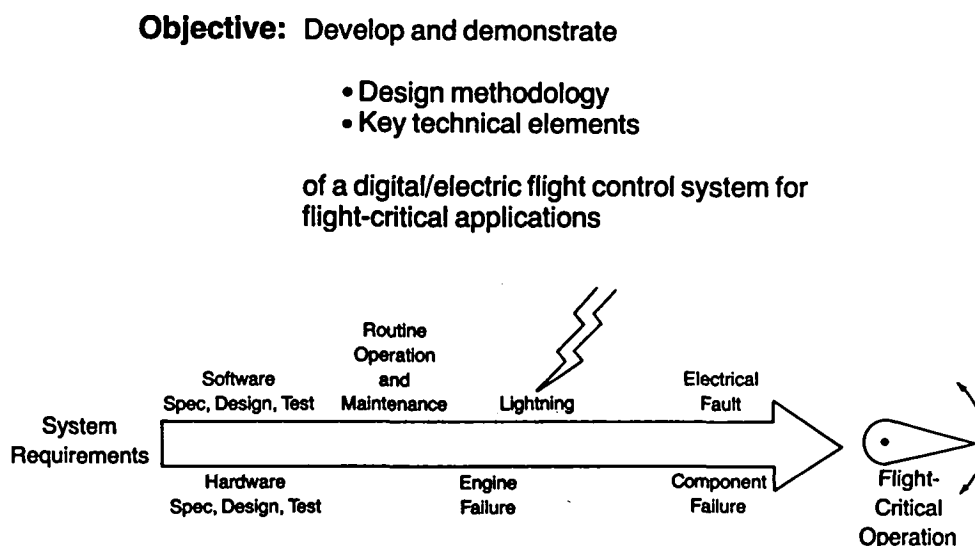 Objective: Develop and demonstrate
• Design methodology
• Key technical elements
of a digital/electric flight control system for
flight-critical applications
Routine
Operation
and
Maintenance
Software
Spec, Design, Test
Lightning
Electrical
Fault
System
Requirements
Hardware
Spec, Design, Test
Engine
Failure
Component
Failure
Flight-
Critical
Operation